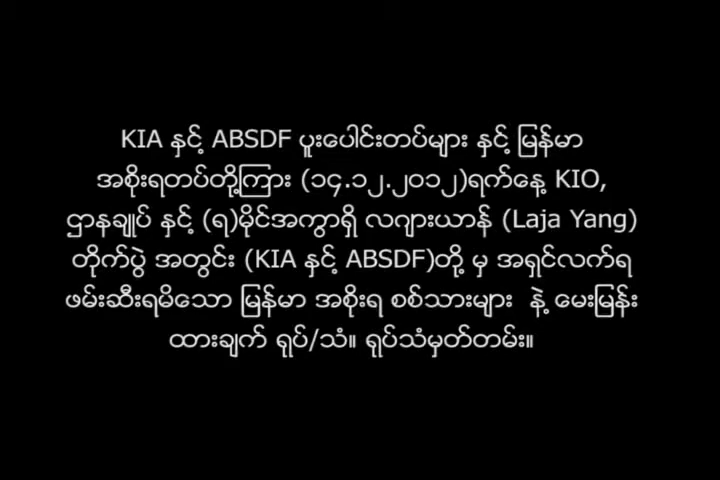 KIA နှင့် ABSDF ပူးပေါင်းတပ်များ နှင့် မြန်မာ
အစိုးရတပ်တို့ကြား (၁၄.၁၂.၂၀၁၂)ရက်နေ့ KIO,
ဌာနချုပ် နှင့် (၇)မိုင်အကွာရှိ လဂျားယာန် (Laja Yang)
တိုက်ပွဲ အတွင်း (KIA နှင့် ABSDF)တို့ မှ အရှင်လက်ရ
ဖမ်းဆီးရမိသော မြန်မာ အစိုးရ စစ်သားများ နဲ့ မေးမြန်း
ထားချက် ရုပ်/သံ။ ရုပ်သံမှတ်တမ်း။